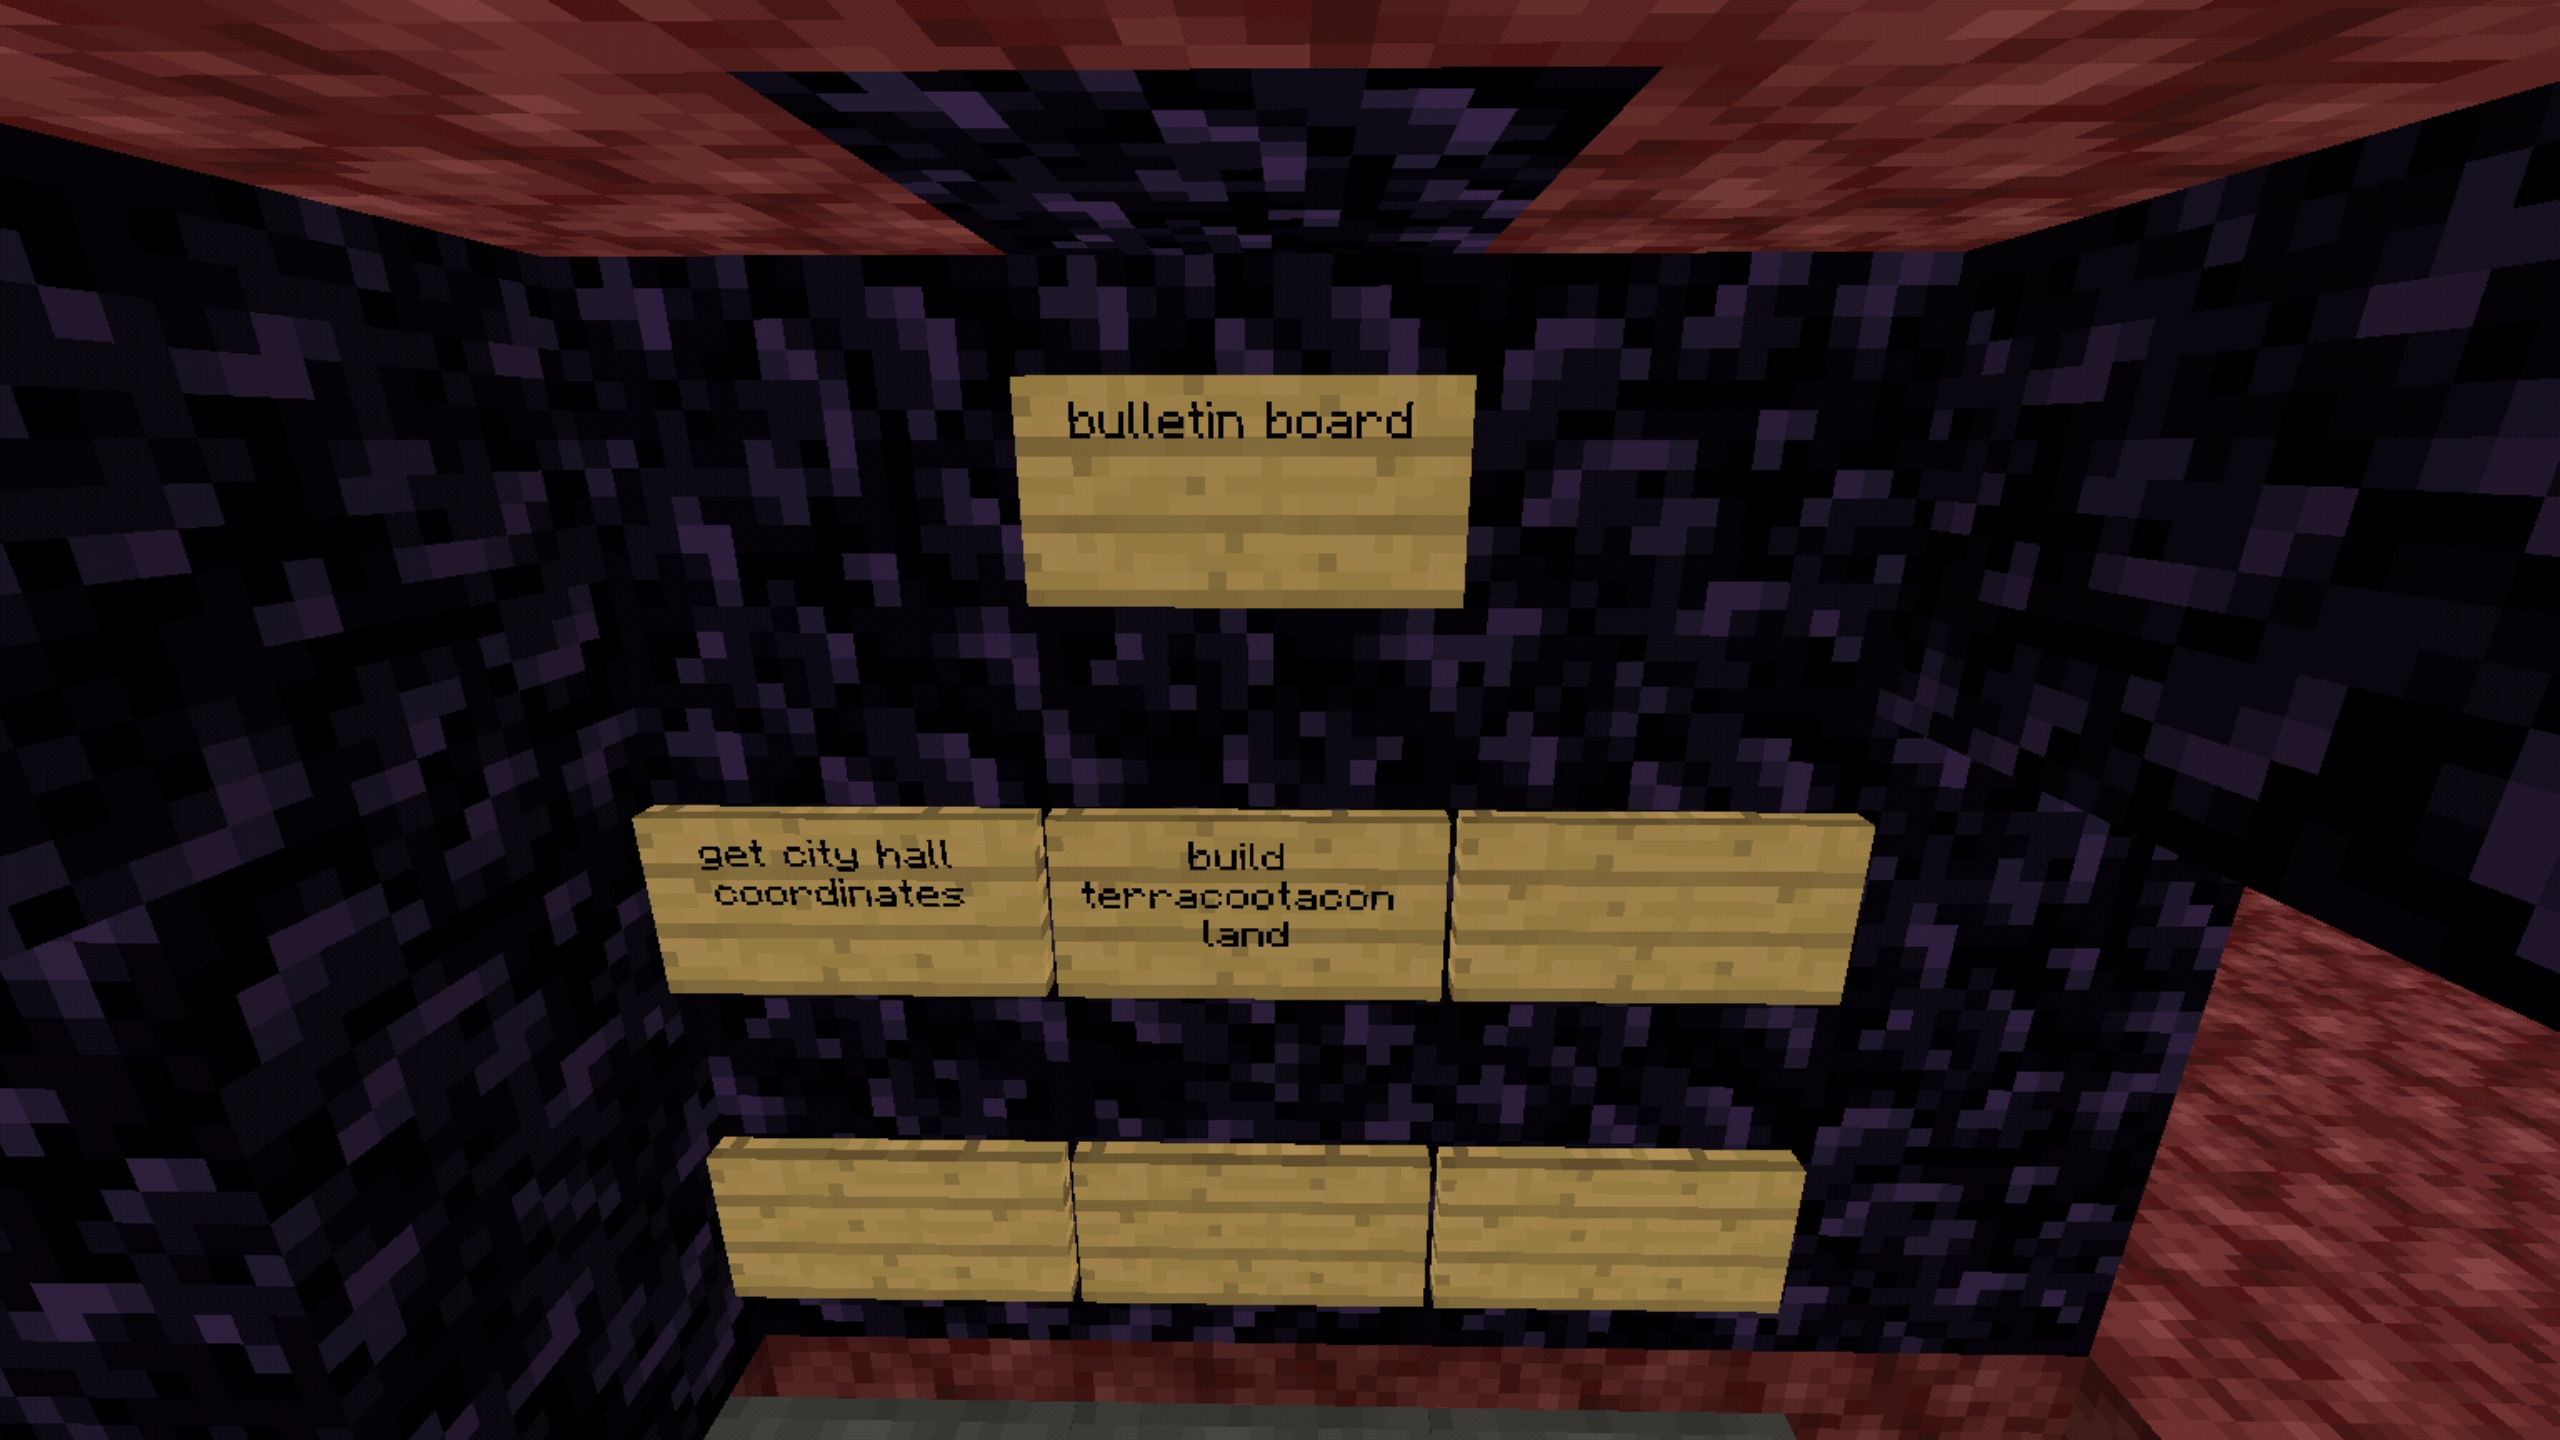 bulletin board
get city hall
coordinates
build
terracootacon
land